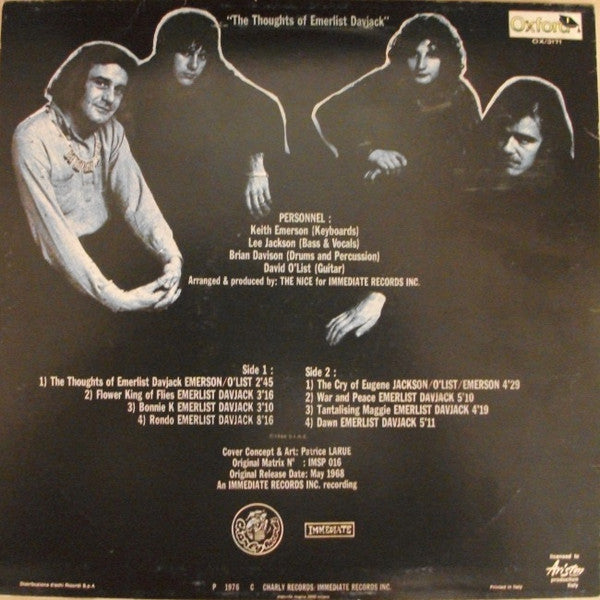 "The Thoughts of Emerlist Davjack"
Oxford
OX/3171
PERSONNEL :
Keith Emerson (Keyboards)
Lee Jackson (Bass & Vocals)
Brian Davison (Drums and Percussion)
David O'List (Guitar)
Arranged & produced by: THE NICE for IMMEDIATE RECORDS INC.
Side 1 :
1) The Thoughts of Emerlist Davjack EMERSON/O'LIST 2'45
2) Flower King of Flies EMERLIST DAVJACK 3'16
3) Bonnie K EMERLIST DAVJACK 3'10
4) Rondo EMERLIST DAVJACK 8'16
Side 2 :
1) The Cry of Eugene JACKSON/O'LIST/EMERSON 4'29
2) War and Peace EMERLIST DAVJACK 5'10
3) Tantalising Maggie EMERLIST DAVJACK 4'19
4) Dawn EMERLIST DAVJACK 5'11
Cover Concept & Art: Patrice LARUE
Original Matrix N° : IMSP 016
Original Release Date: May 1968
An IMMEDIATE RECORDS INC. recording
IMMEDIATE
licensed to
Ariston
production
Italy
Distributions dischi Ricordi S.p.A.
P 1976 C CHARLY RECORDS/IMMEDIATE RECORDS INC.
Printed in Italy